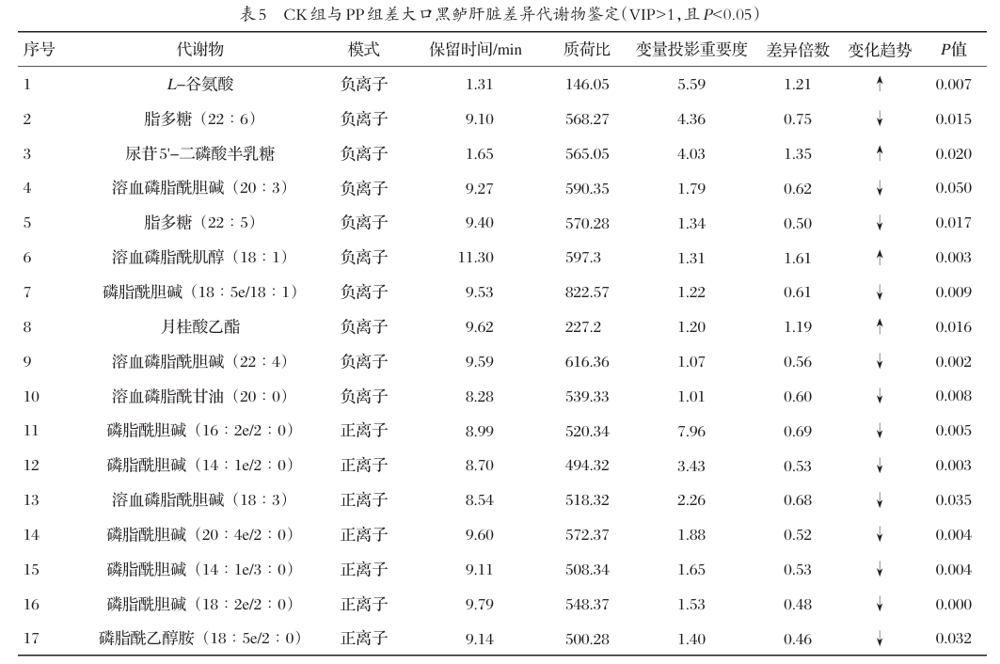 表5 CK组与PP组差大口黑鲈肝脏差异代谢物鉴定（VIP>1，且P<0.05）
序号 代谢物 模式 保留时间/min 质荷比 变量投影重要度 差异倍数 变化趋势 P值
1 L-谷氨酸 负离子 1.31 146.05 5.59 1.21 ↑ 0.007
2 脂多糖（22∶6） 负离子 9.10 568.27 4.36 0.75 ↓ 0.015
3 尿苷5'-二磷酸半乳糖 负离子 1.65 565.05 4.03 1.35 ↑ 0.020
4 溶血磷脂酰胆碱（20∶3） 负离子 9.27 590.35 1.79 0.62 ↓ 0.050
5 脂多糖（22∶5） 负离子 9.40 570.28 1.34 0.50 ↓ 0.017
6 溶血磷脂酰肌醇（18∶1） 负离子 11.30 597.3 1.31 1.61 ↑ 0.003
7 磷脂酰胆碱（18∶5e/18∶1） 负离子 9.53 822.57 1.22 0.61 ↓ 0.009
8 月桂酸乙酯 负离子 9.62 227.2 1.20 1.19 ↑ 0.016
9 溶血磷脂酰胆碱（22∶4） 负离子 9.59 616.36 1.07 0.56 ↓ 0.002
10 溶血磷脂酰甘油（20∶0） 负离子 8.28 539.33 1.01 0.60 ↓ 0.008
11 磷脂酰胆碱（16∶2e/2∶0） 正离子 8.99 520.34 7.96 0.69 ↓ 0.005
12 磷脂酰胆碱（14∶1e/2∶0） 正离子 8.70 494.32 3.43 0.53 ↓ 0.003
13 溶血磷脂酰胆碱（18∶3） 正离子 8.54 518.32 2.26 0.68 ↓ 0.035
14 磷脂酰胆碱（20∶4e/2∶0） 正离子 9.60 572.37 1.88 0.52 ↓ 0.004
15 磷脂酰胆碱（14∶1e/3∶0） 正离子 9.11 508.34 1.65 0.53 ↓ 0.004
16 磷脂酰胆碱（18∶2e/2∶0） 正离子 9.79 548.37 1.53 0.48 ↓ 0.000
17 磷脂酰乙醇胺（18∶5e/2∶0） 正离子 9.14 500.28 1.40 0.46 ↓ 0.032